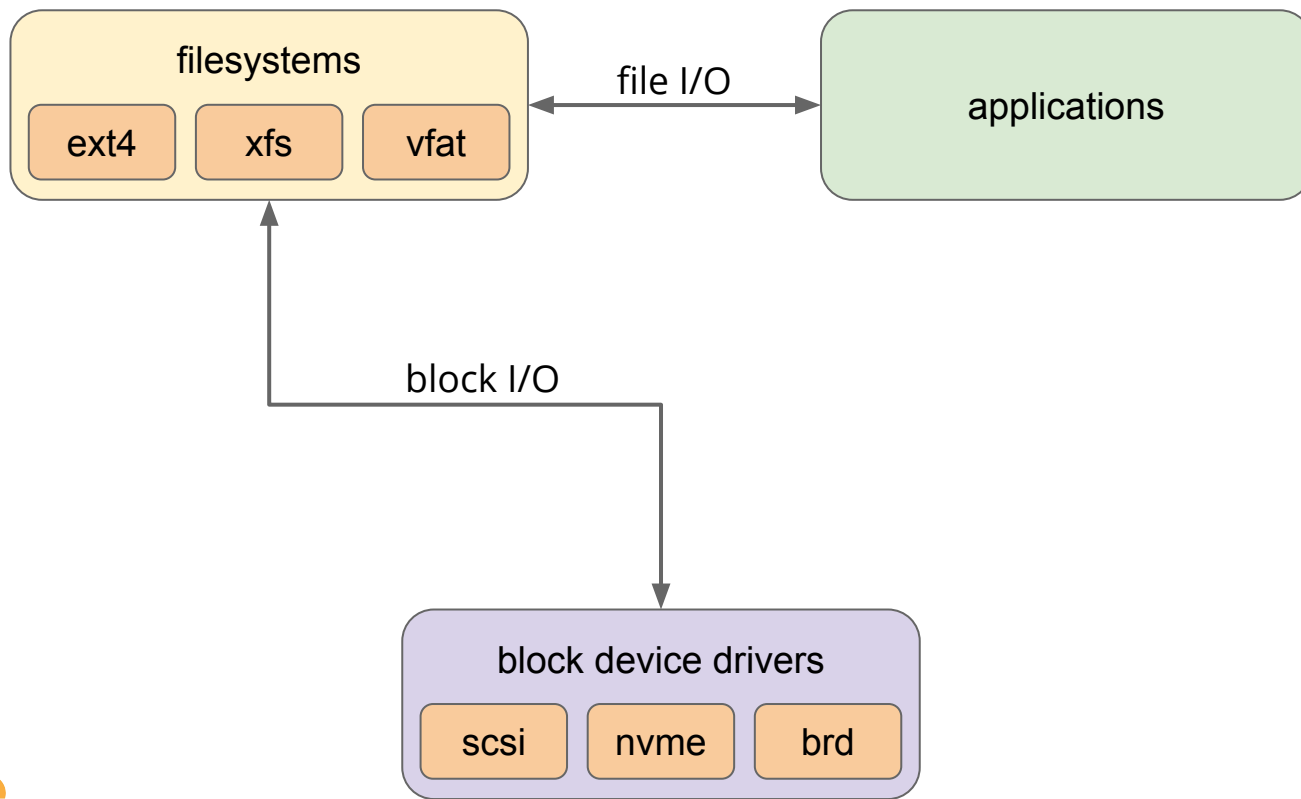 filesystems
ext4
xfs
vfat
file I/O
applications
block I/O
block device drivers
scsi
nvme
brd